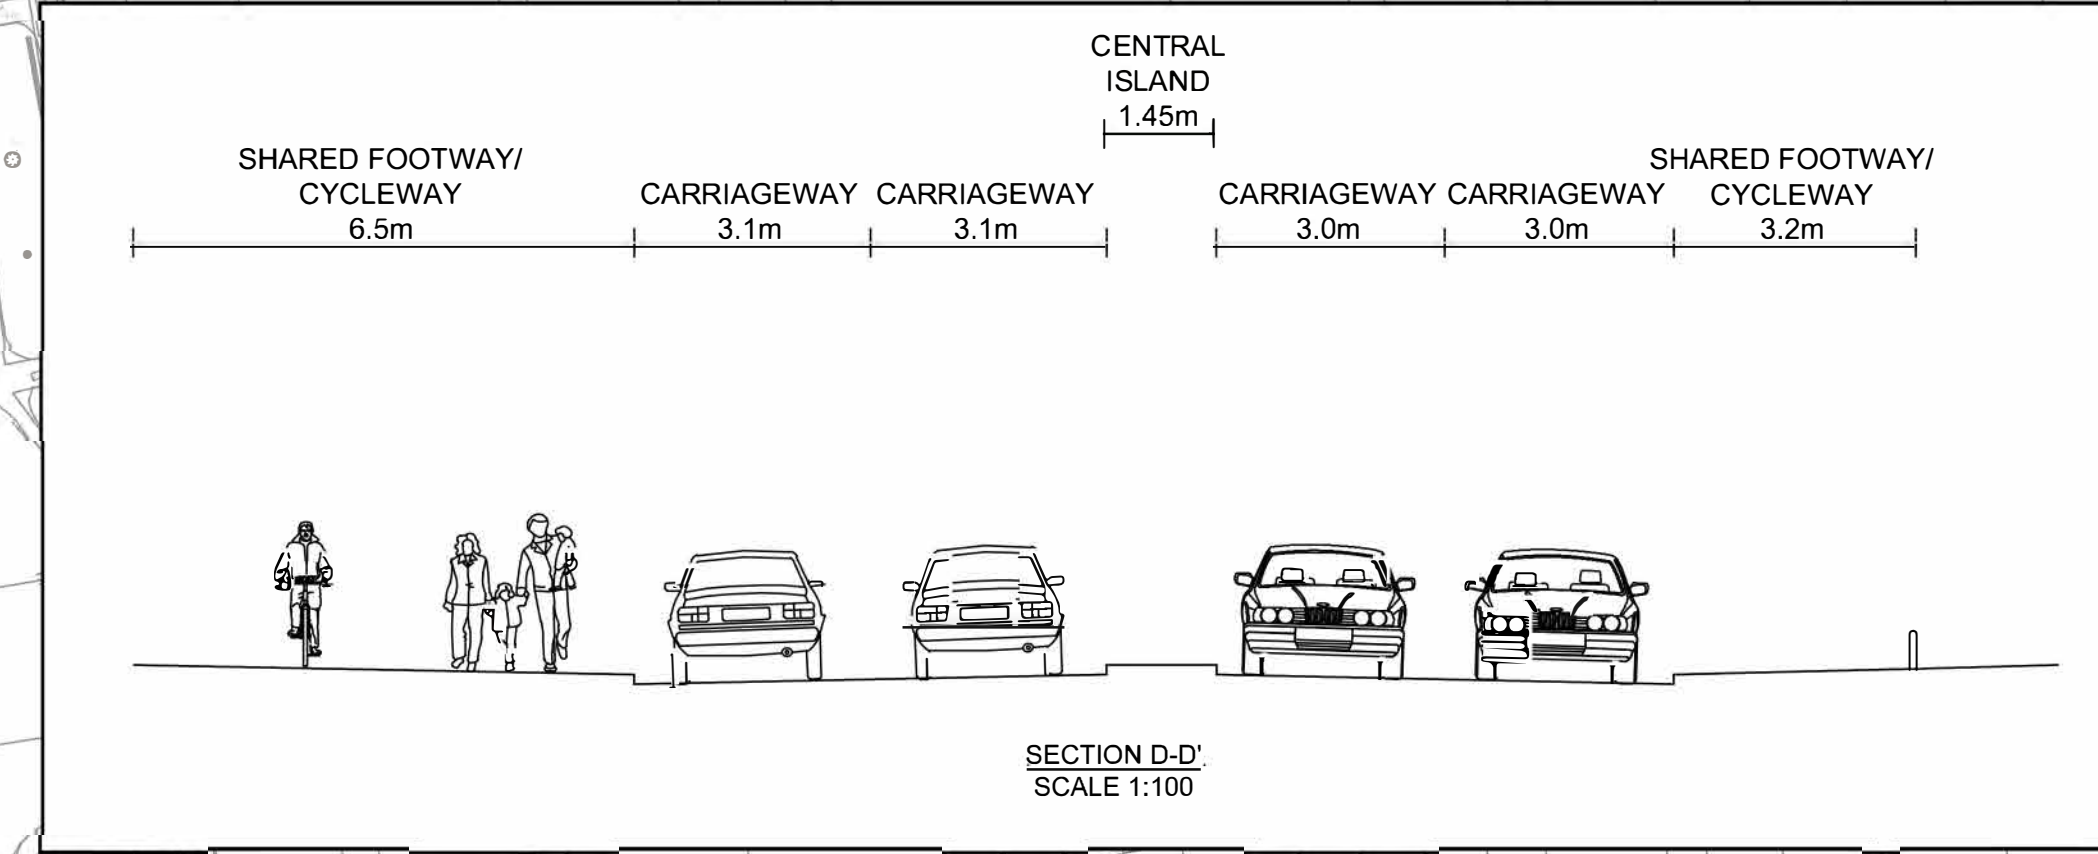 CENTRAL
ISLAND
1.45m
SHARED FOOTWAY/
CYCLEWAY
6.5m
CARRIAGEWAY
3.1m
CARRIAGEWAY
3.1m
CARRIAGEWAY
3.0m
CARRIAGEWAY
3.0m
SHARED FOOTWAY/
CYCLEWAY
3.2m
SECTION D-D'
SCALE 1:100